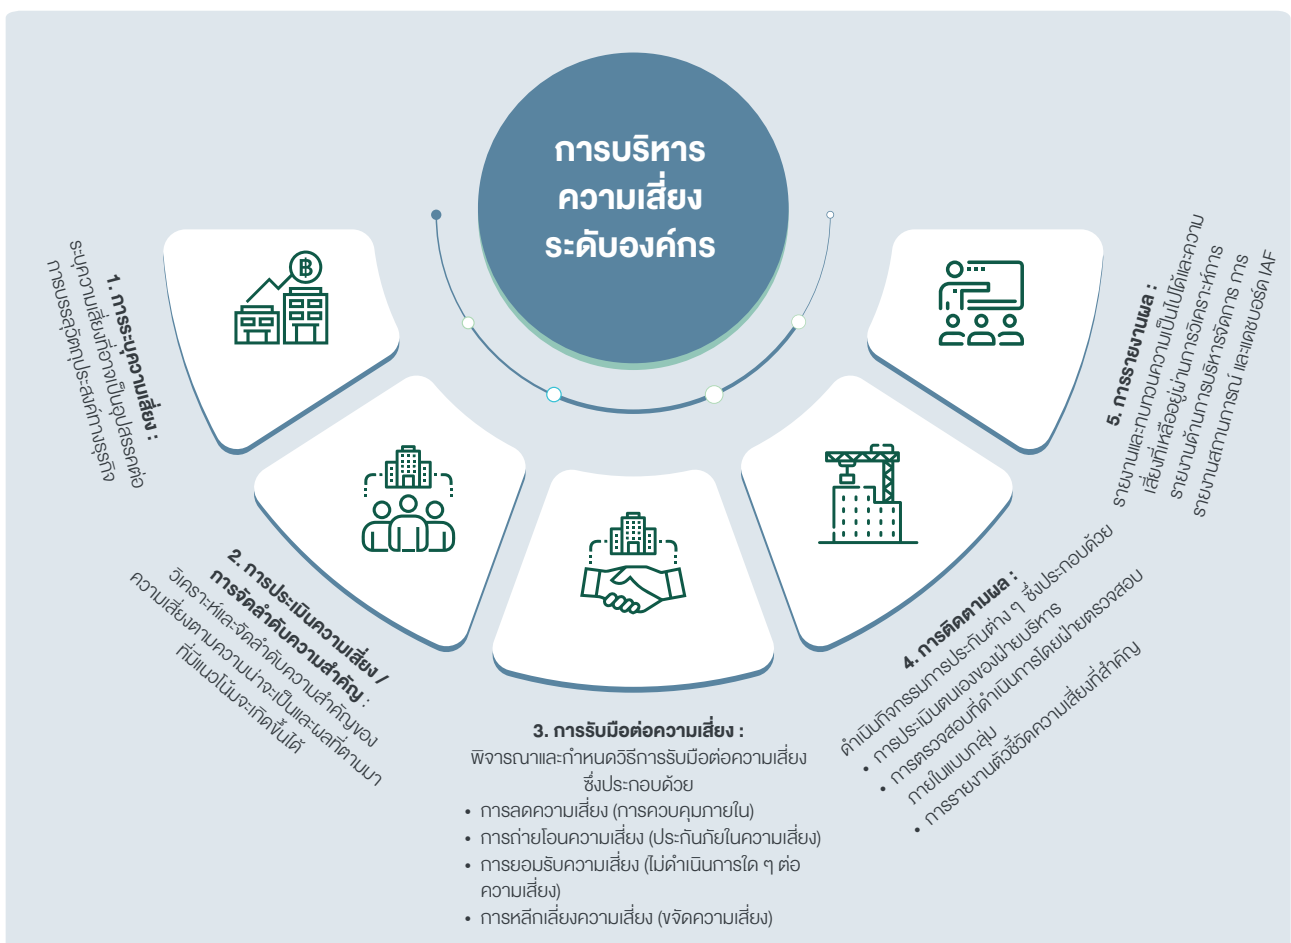 การบริหาร
ความเสี่ยง
ระดับองค์กร
1. การระบุความเสี่ยง :
ระบุความเสี่ยงที่อาจเป็นอุปสรรคต่อ
การบรรลุวัตถุประสงค์ทางธุรกิจ
2. การประเมินความเสี่ยง /
การจัดลำดับความสำคัญ :
วิเคราะห์และจัดลำดับความสำคัญของ
ความเสี่ยงตามความน่าจะเป็นและผลที่ตามมา
ที่มีแนวโน้มจะเกิดขึ้นได้
3. การรับมือต่อความเสี่ยง :
พิจารณาและกำหนดวิธีการรับมือต่อความเสี่ยง
ซึ่งประกอบด้วย
• การลดความเสี่ยง (การควบคุมภายใน)
• การถ่ายโอนความเสี่ยง (ประกันภัยในความเสี่ยง)
• การยอมรับความเสี่ยง (ไม่ดำเนินการใด ๆ ต่อ
ความเสี่ยง)
• การหลีกเลี่ยงความเสี่ยง (ขจัดความเสี่ยง)
4. การติดตามผล :
ดำเนินกิจกรรมการประกันต่าง ๆ ซึ่งประกอบด้วย
• การประเมินตนเองของฝ่ายบริหาร
• การตรวจสอบที่ดำเนินการโดยฝ่ายตรวจสอบ
ภายในแบบกลุ่ม
• การรายงานตัวชี้วัดความเสี่ยงที่สำคัญ
5. การรายงานผล :
รายงานและทบทวนความเป็นไปได้และความ
เสี่ยงที่เหลืออยู่ผ่านการวิเคราะห์การ
รายงานด้านการบริหารจัดการ การ
รายงานสถานการณ์ และแดชบอร์ด IAF